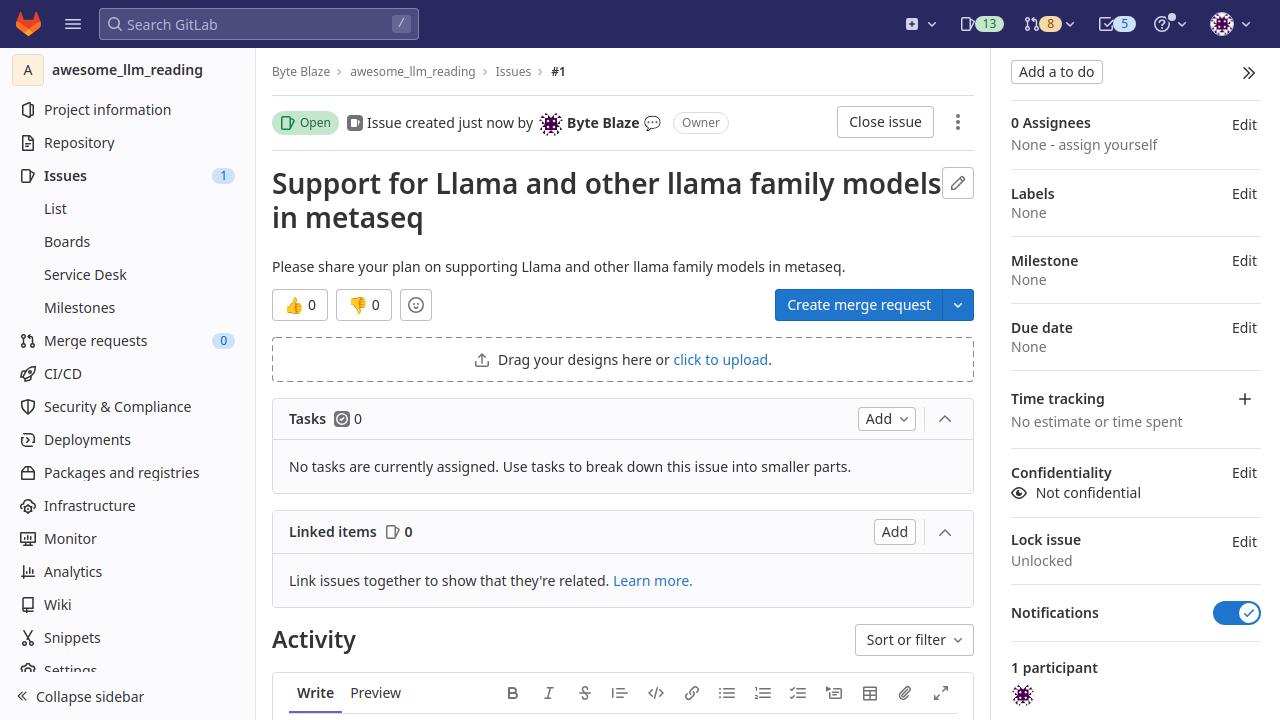 Search GitLab
/
13
8
5
A
awesome_llm_reading
Project information
Repository
Issues
1
List
Boards
Service Desk
Milestones
Merge requests
0
CI/CD
Security & Compliance
Deployments
Packages and registries
Infrastructure
Monitor
Analytics
Wiki
Snippets
Settings
Collapse sidebar
Byte Blaze › awesome_llm_reading › Issues › #1
Open
Issue created just now by Byte Blaze 💬 Owner
Close issue
Support for Llama and other llama family models
in metaseq
Please share your plan on supporting Llama and other llama family models in metaseq.
👍 0
👎 0
Create merge request
Drag your designs here or click to upload.
Tasks 0
Add
No tasks are currently assigned. Use tasks to break down this issue into smaller parts.
Linked items 0
Add
Link issues together to show that they're related. Learn more.
Activity
Sort or filter
Write
Preview
Add a to do
0 Assignees
Edit
None - assign yourself
Labels
Edit
None
Milestone
Edit
None
Due date
Edit
None
Time tracking
No estimate or time spent
Confidentiality
Edit
Not confidential
Lock issue
Edit
Unlocked
Notifications
1 participant